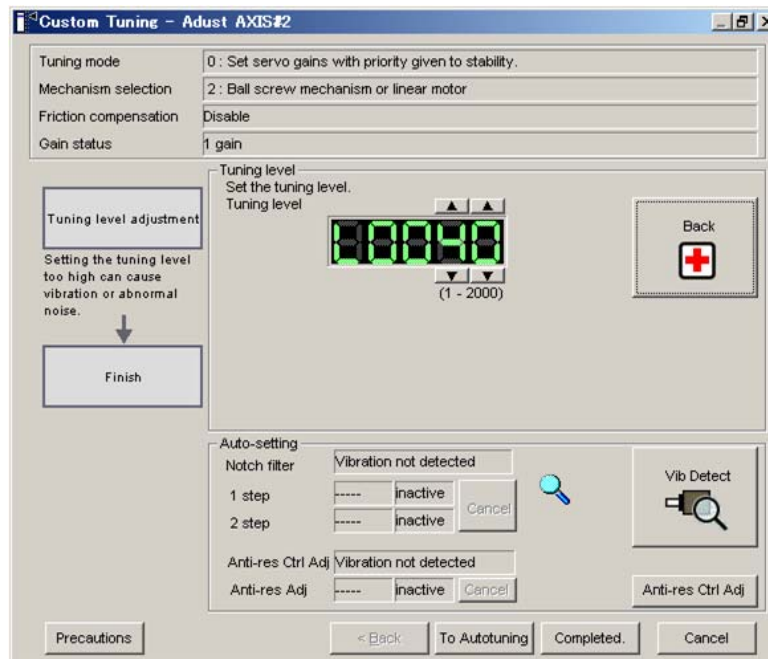 Custom Tuning - Adust AXIS#2
Tuning mode 0 : Set servo gains with priority given to stability.
Mechanism selection 2 : Ball screw mechanism or linear motor
Friction compensation Disable
Gain status 1 gain
Tuning level adjustment
Setting the tuning level
too high can cause
vibration or abnormal
noise.
Finish
Tuning level
Set the tuning level.
Tuning level
L0040
(1 - 2000)
Back
Auto-setting
Notch filter Vibration not detected
1 step ----- inactive
2 step ----- inactive
Cancel
Anti-res Ctrl Adj Vibration not detected
Anti-res Adj ----- inactive Cancel
Vib Detect
Anti-res Ctrl Adj
Precautions < Back To Autotuning Completed. Cancel